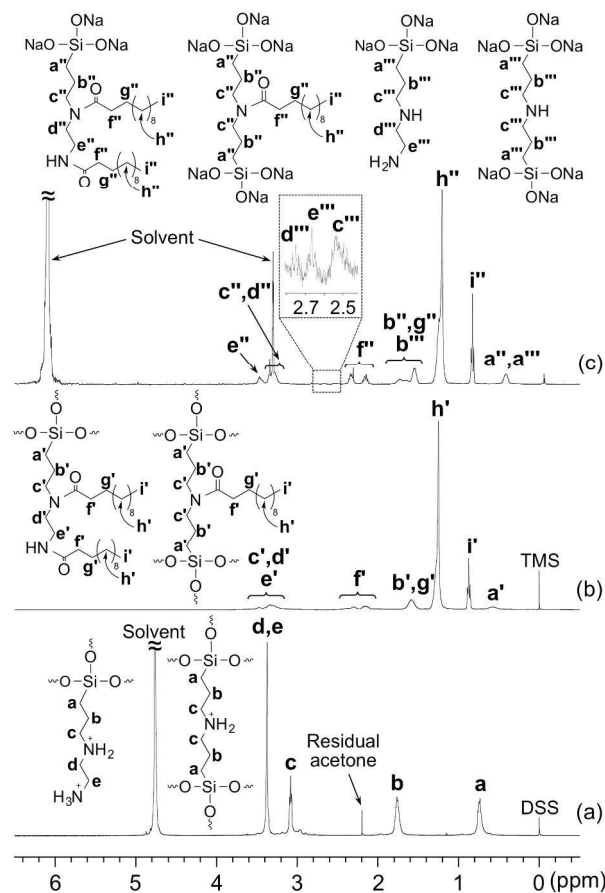 ONa ONa ONa ONa
NaO–Si–ONa NaO–Si–ONa NaO–Si–ONa NaO–Si–ONa
a'' a'' a''' a'''
b'' b'' b''' b'''
c'' O g'' i'' c'' O g'' i'' c''' c'''
N 8 N 8 NH NH
d'' f'' h'' c'' f'' h'' d''' c'''
e'' b'' e''' b'''
HN f'' i'' a'' H2N a'''
O g'' 8 h'' NaO–Si–ONa NaO–Si–ONa
ONa ONa
≈
Solvent
d''' e''' c'''
2.7 2.5
h''
i''
c'',d''
e''
f''
b'',g''
b'''
a'',a'''
(c)
O O
O–Si–O O–Si–O
a' a'
b' b'
c' O g' i' c' O g' i'
N 8 N 8
d' f' h' c' f' h'
e' b'
HN f' i' a'
O g' 8 h' O–Si–O
O
c',d'
e'
f'
b',g'
h'
i'
a'
TMS
(b)
Solvent
≈
O O
O–Si–O O–Si–O
a a
b b
c c
+NH2 +NH2
d c
e b
H3N+ a
O–Si–O
O
d,e
c
Residual
acetone
b
a
DSS
(a)
6 5 4 3 2 1 0 (ppm)